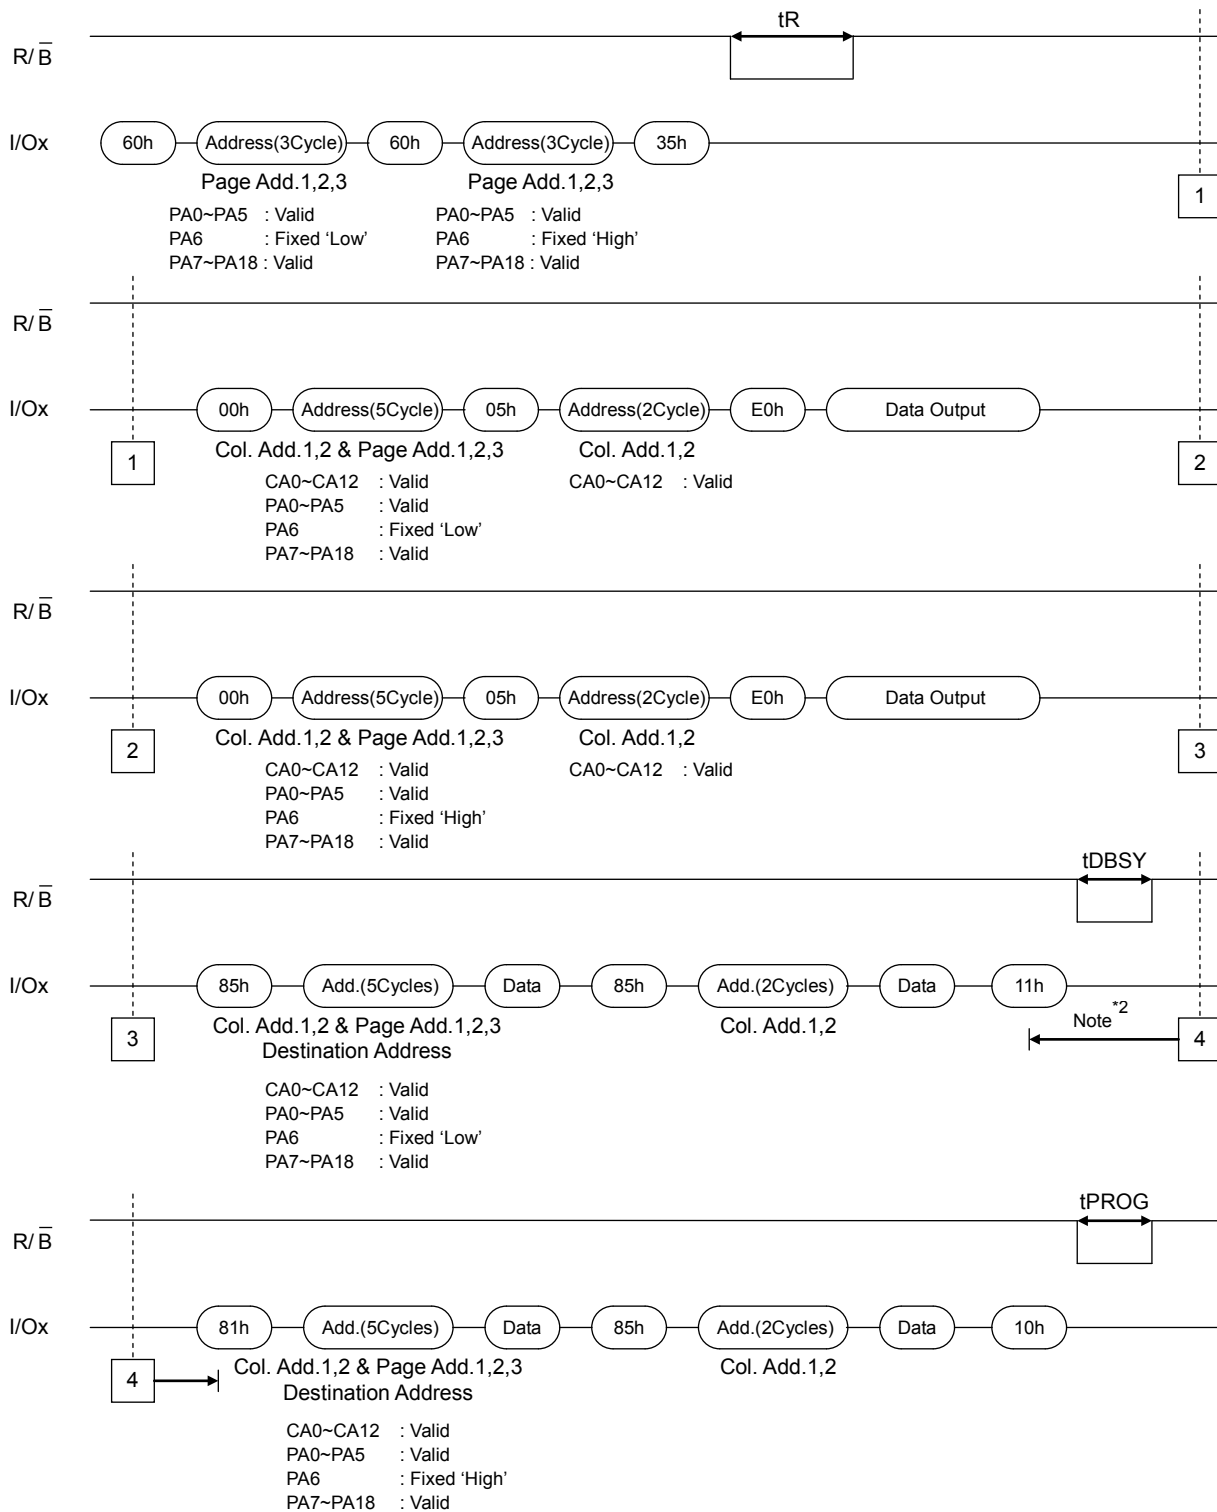 tR
R/B̅
I/Ox 60h Address(3Cycle) 60h Address(3Cycle) 35h
Page Add.1,2,3 Page Add.1,2,3
1
PA0~PA5 : Valid PA0~PA5 : Valid
PA6 : Fixed ‘Low’ PA6 : Fixed ‘High’
PA7~PA18 : Valid PA7~PA18 : Valid
R/B̅
I/Ox 00h Address(5Cycle) 05h Address(2Cycle) E0h Data Output
Col. Add.1,2 & Page Add.1,2,3 Col. Add.1,2
1 2
CA0~CA12 : Valid CA0~CA12 : Valid
PA0~PA5 : Valid
PA6 : Fixed ‘Low’
PA7~PA18 : Valid
R/B̅
I/Ox 00h Address(5Cycle) 05h Address(2Cycle) E0h Data Output
Col. Add.1,2 & Page Add.1,2,3 Col. Add.1,2
2 3
CA0~CA12 : Valid CA0~CA12 : Valid
PA0~PA5 : Valid
PA6 : Fixed ‘High’
PA7~PA18 : Valid
tDBSY
R/B̅
I/Ox 85h Add.(5Cycles) Data 85h Add.(2Cycles) Data 11h
Col. Add.1,2 & Page Add.1,2,3 Col. Add.1,2 Note*2
3 Destination Address 4
CA0~CA12 : Valid
PA0~PA5 : Valid
PA6 : Fixed ‘Low’
PA7~PA18 : Valid
tPROG
R/B̅
I/Ox 81h Add.(5Cycles) Data 85h Add.(2Cycles) Data 10h
Col. Add.1,2 & Page Add.1,2,3 Col. Add.1,2
4 Destination Address
CA0~CA12 : Valid
PA0~PA5 : Valid
PA6 : Fixed ‘High’
PA7~PA18 : Valid